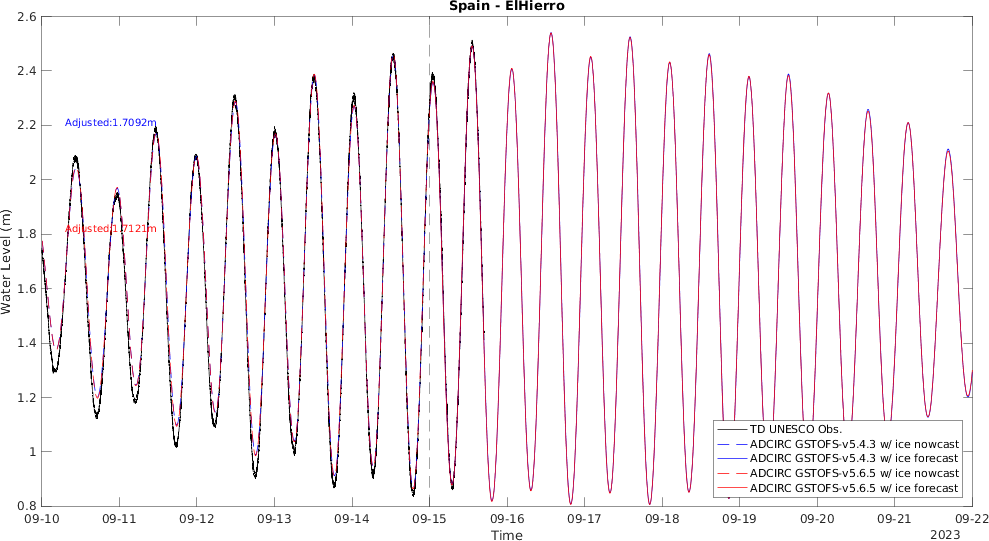 Spain - ElHierro
2.6
2.4
2.2
2
1.8
1.6
1.4
1.2
1
0.8
Water Level (m)
Adjusted:1.7092m
Adjusted:1.7121m
TD UNESCO Obs.
ADCIRC GSTOFS-v5.4.3 w/ ice nowcast
ADCIRC GSTOFS-v5.4.3 w/ ice forecast
ADCIRC GSTOFS-v5.6.5 w/ ice nowcast
ADCIRC GSTOFS-v5.6.5 w/ ice forecast
09-10 09-11 09-12 09-13 09-14 09-15 09-16 09-17 09-18 09-19 09-20 09-21 09-22
Time
2023